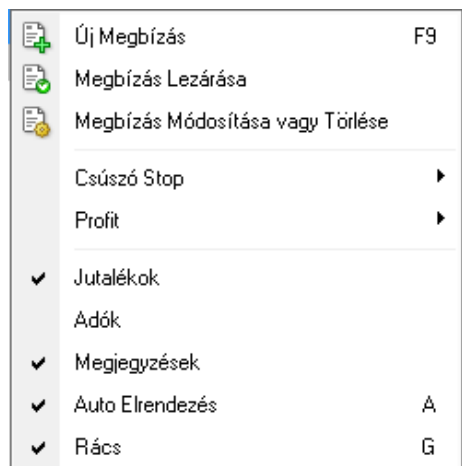 Új Megbízás F9
Megbízás Lezárása
Megbízás Módosítása vagy Törlése
Csúszó Stop
Profit
Jutalékok
Adók
Megjegyzések
Auto Elrendezés A
Rács G